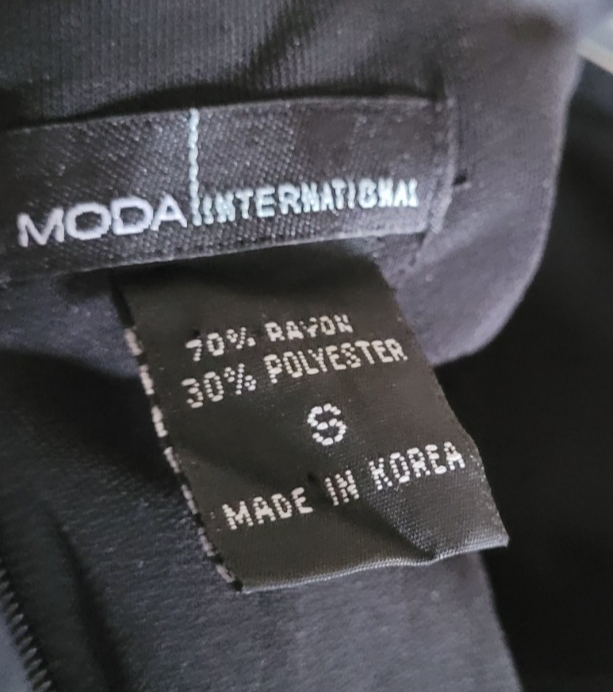 MODA INTERNATIONAL
70% RAYON
30% POLYESTER
S
MADE IN KOREA